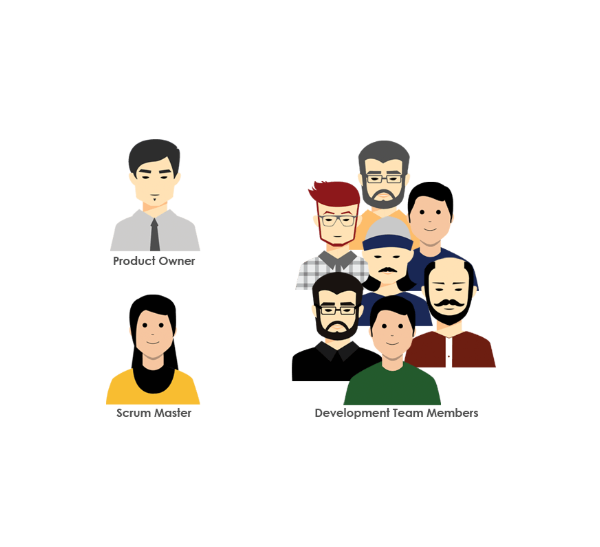 Product Owner
Scrum Master
Development Team Members